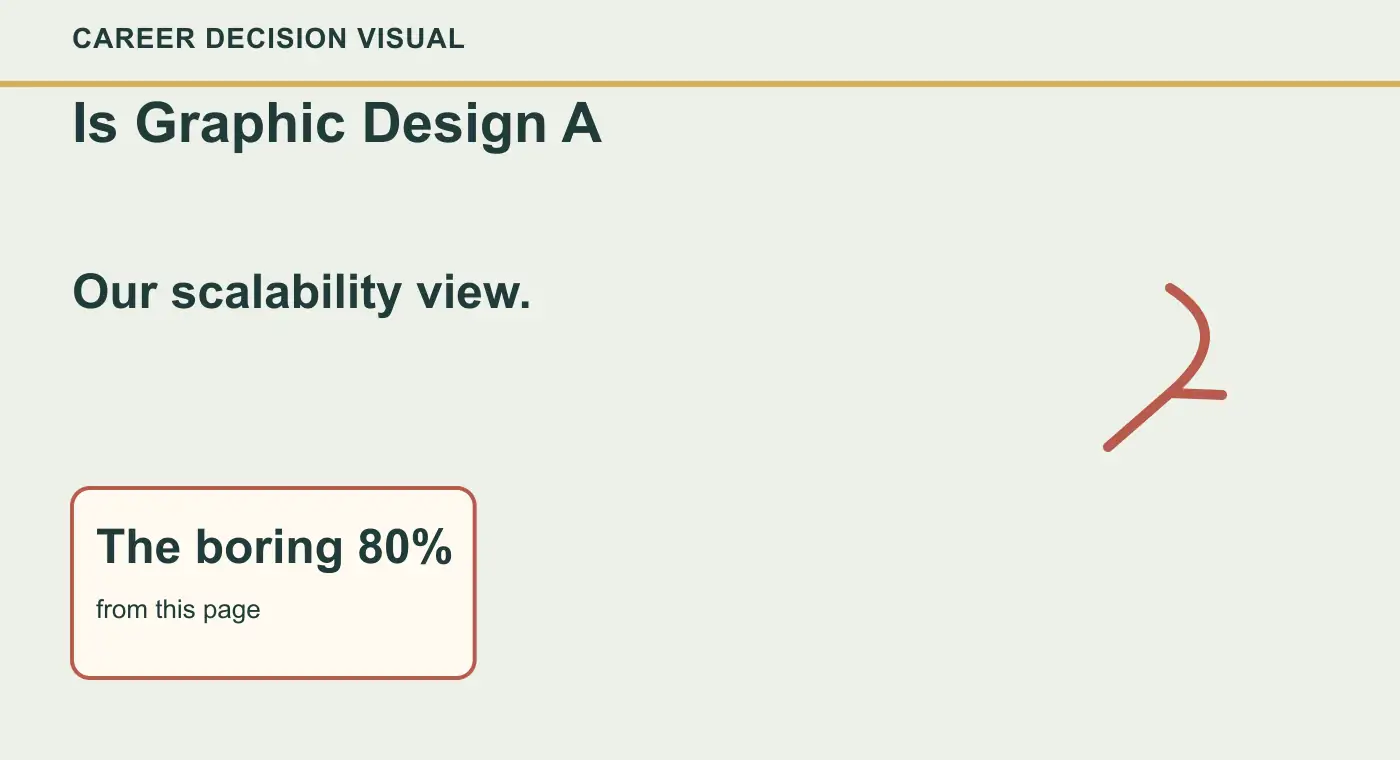 CAREER DECISION VISUAL
Is Graphic Design A
Our scalability view.
The boring 80%
from this page